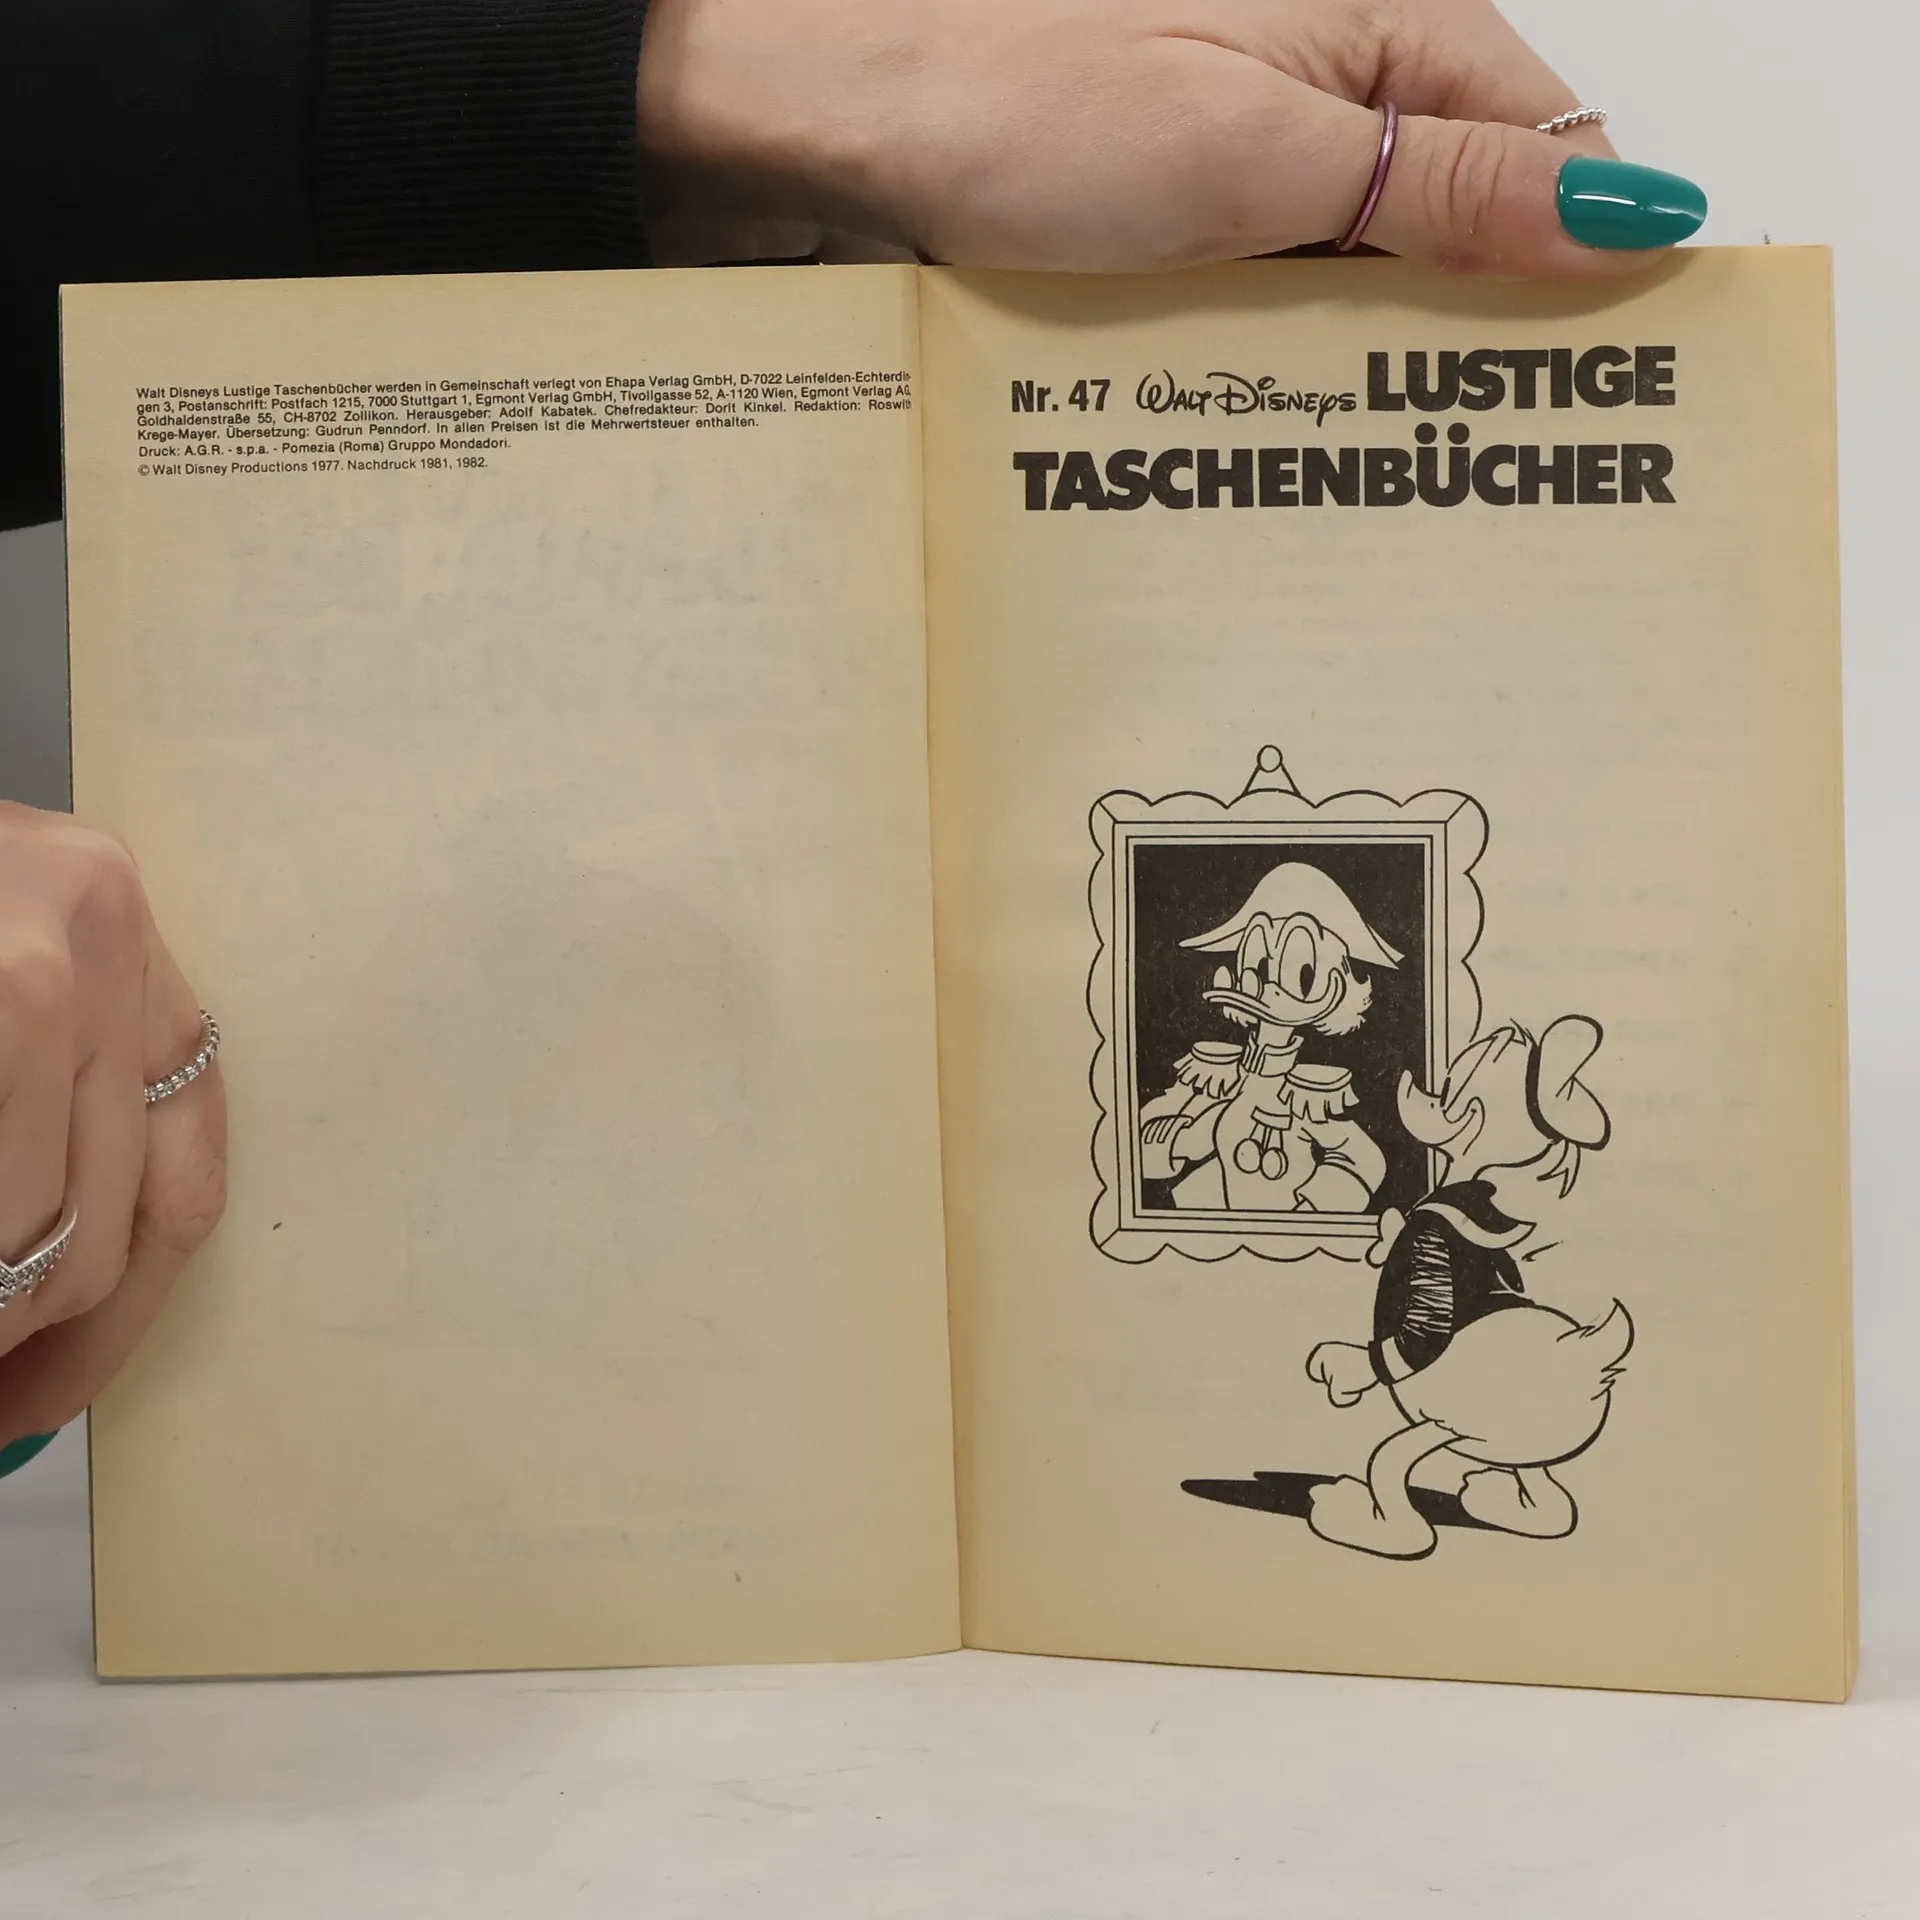 Walt Disneys Lustige Taschenbücher werden in Gemeinschaft verlegt von Ehapa Verlag GmbH, D-7022 Leinfelden-Echterdin-
gen 3, Postanschrift: Postfach 1215, 7000 Stuttgart 1, Egmont Verlag GmbH, Tivoligasse 52, A-1120 Wien, Egmont Verlag AG,
Goldhaldenstraße 55, CH-8702 Zollikon. Herausgeber: Adolf Kabatek. Chefredakteur: Dorit Kinkel. Redaktion: Roswith
Krege-Mayer. Übersetzung: Gudrun Penndorf. In allen Preisen ist die Mehrwertsteuer enthalten.
Druck: A.G.R. - s.p.a. - Pomezia (Roma) Gruppo Mondadori.
© Walt Disney Productions 1977. Nachdruck 1981, 1982.
Nr. 47 Walt Disneys LUSTIGE
TASCHENBÜCHER